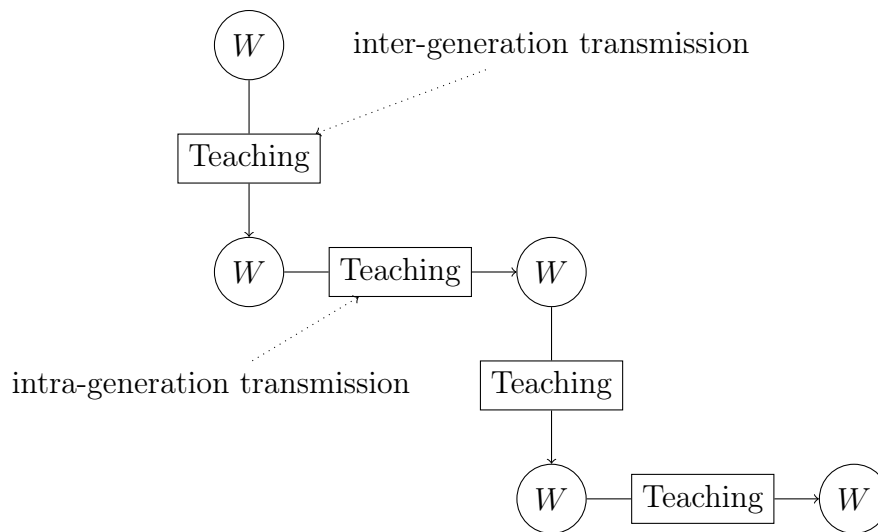 W
inter-generation transmission
Teaching
W
Teaching
W
intra-generation transmission
Teaching
W
Teaching
W